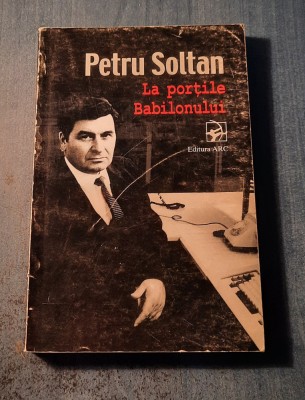 Petru Soltan
La porțile
Babilonului
Editura ARC